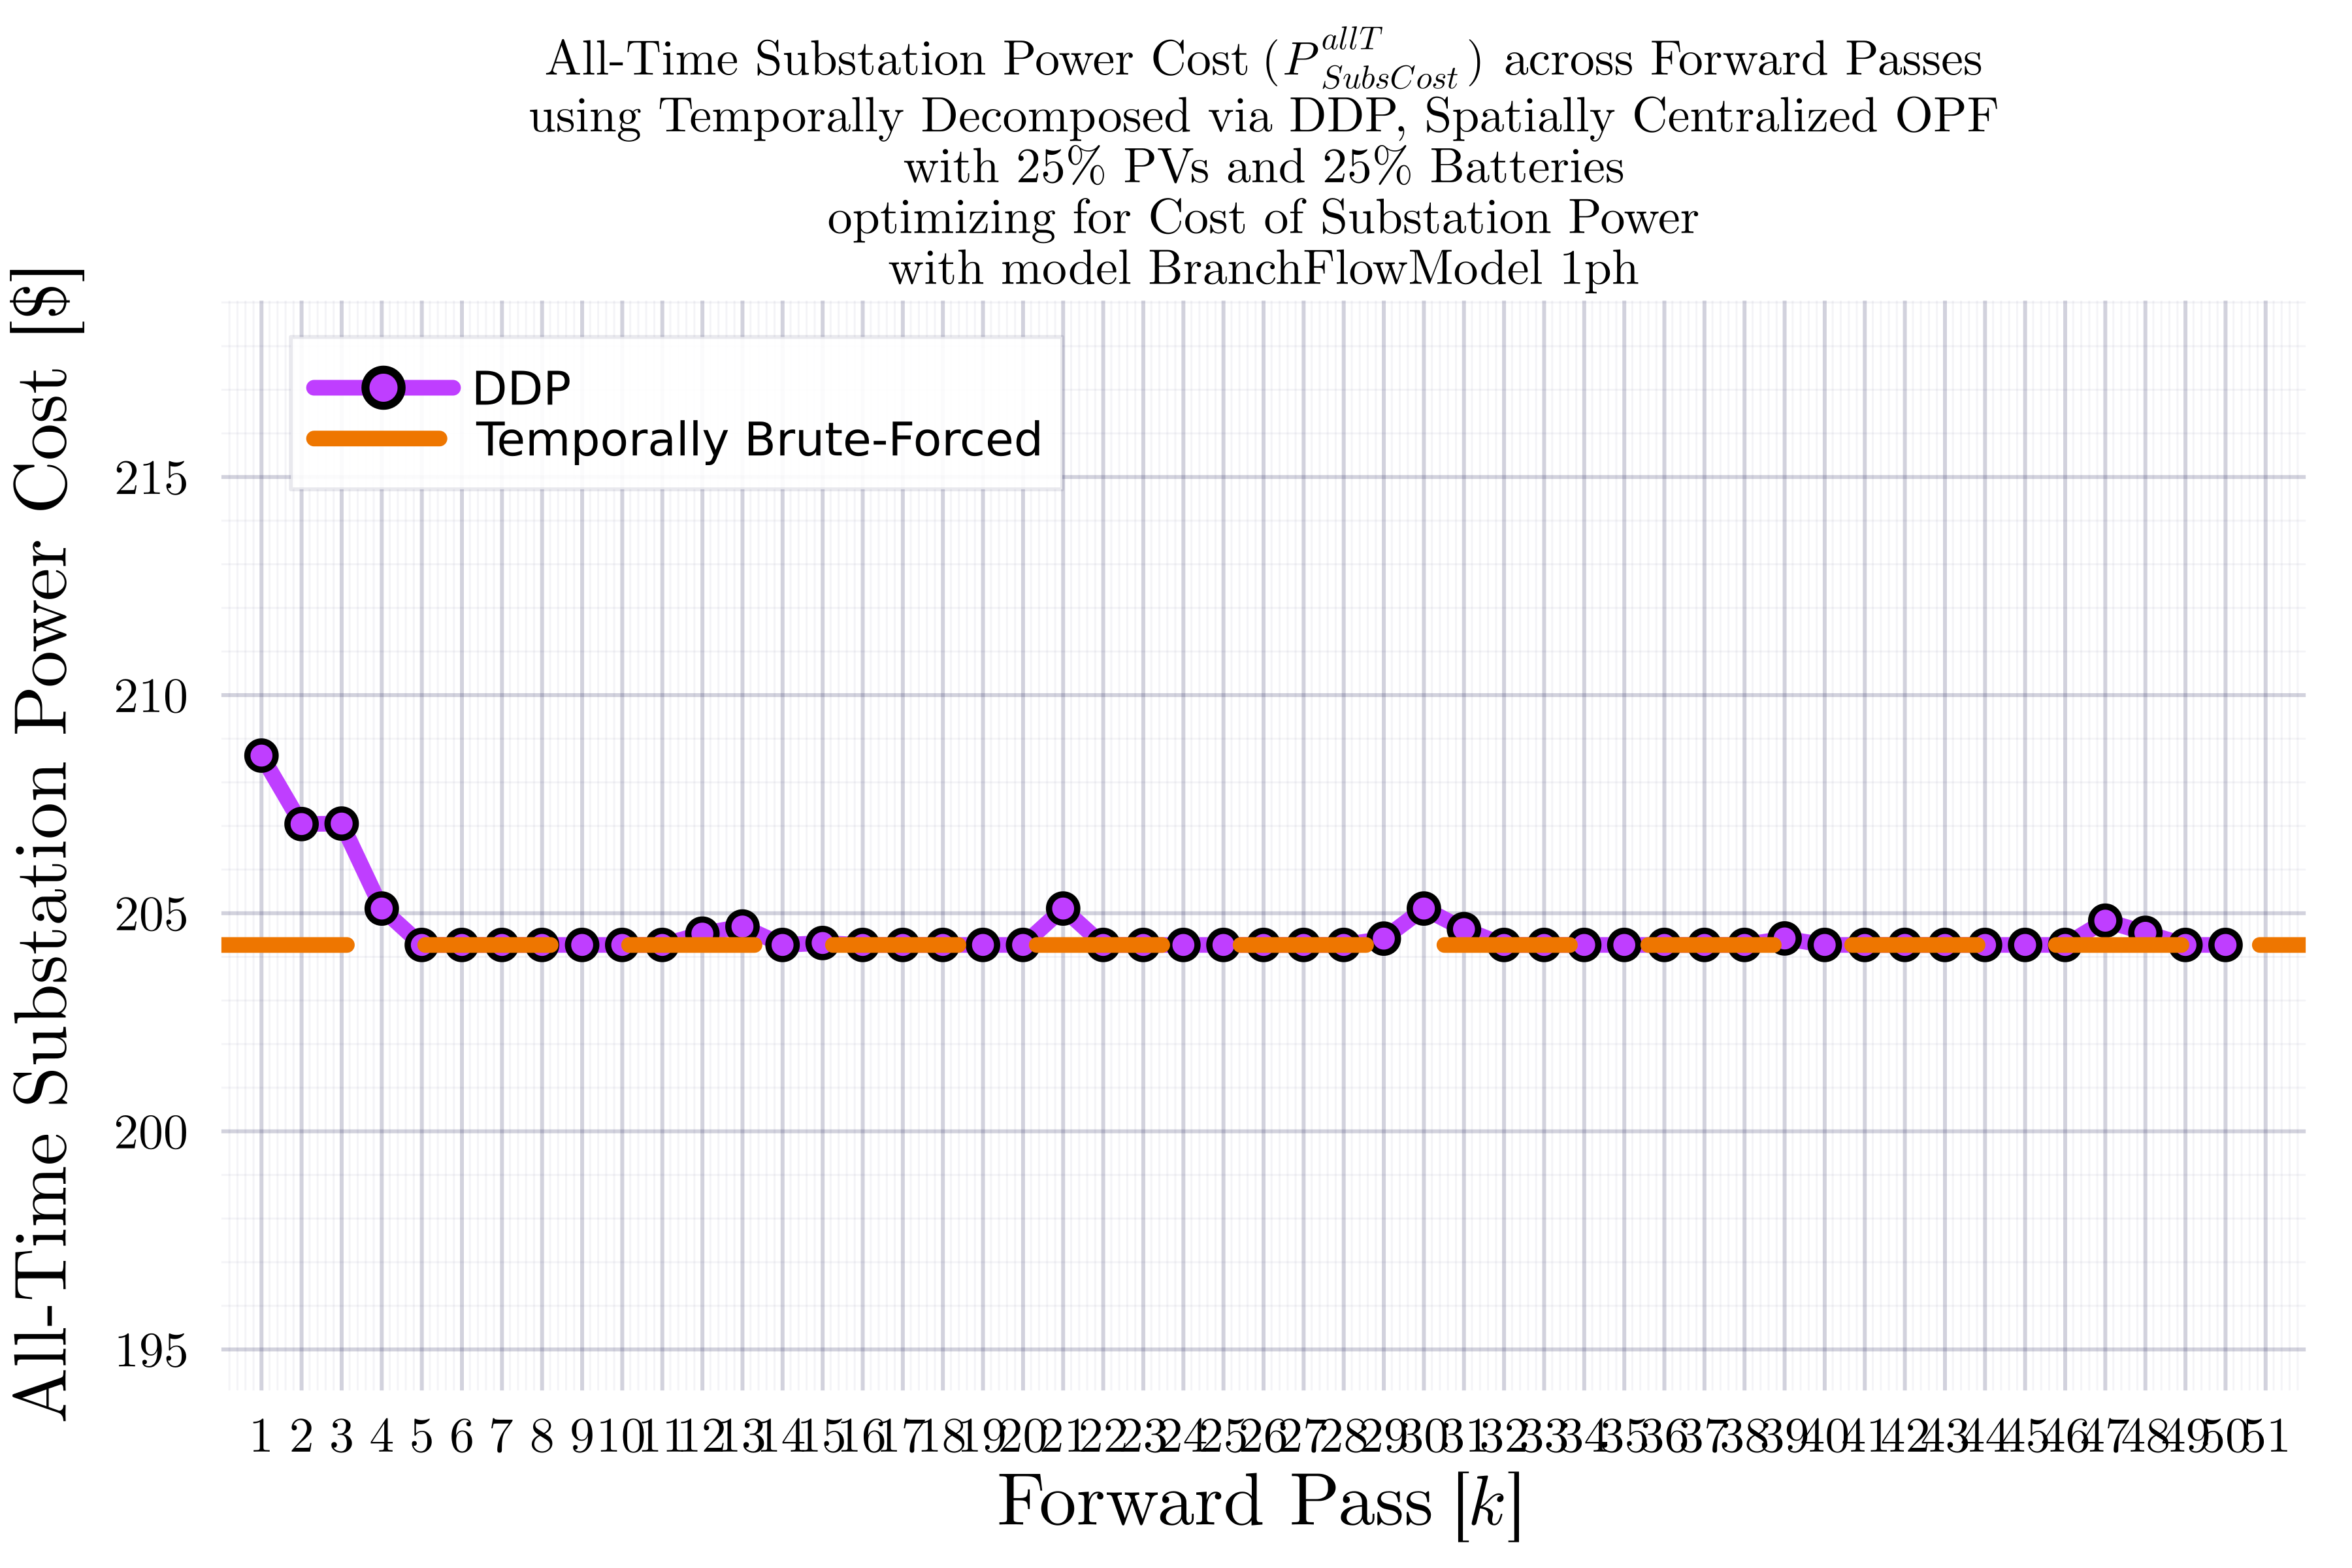 All-Time Substation Power Cost (P^{allT}_{SubsCost}) across Forward Passes
using Temporally Decomposed via DDP, Spatially Centralized OPF
with 25% PVs and 25% Batteries
optimizing for Cost of Substation Power
with model BranchFlowModel 1ph
All-Time Substation Power Cost [$]
DDP
Temporally Brute-Forced
215
210
205
200
195
1 2 3 4 5 6 7 8 9 10 11 12 13 14 15 16 17 18 19 20 21 22 23 24 25 26 27 28 29 30 31 32 33 34 35 36 37 38 39 40 41 42 43 44 45 46 47 48 49 50 51
Forward Pass [k]